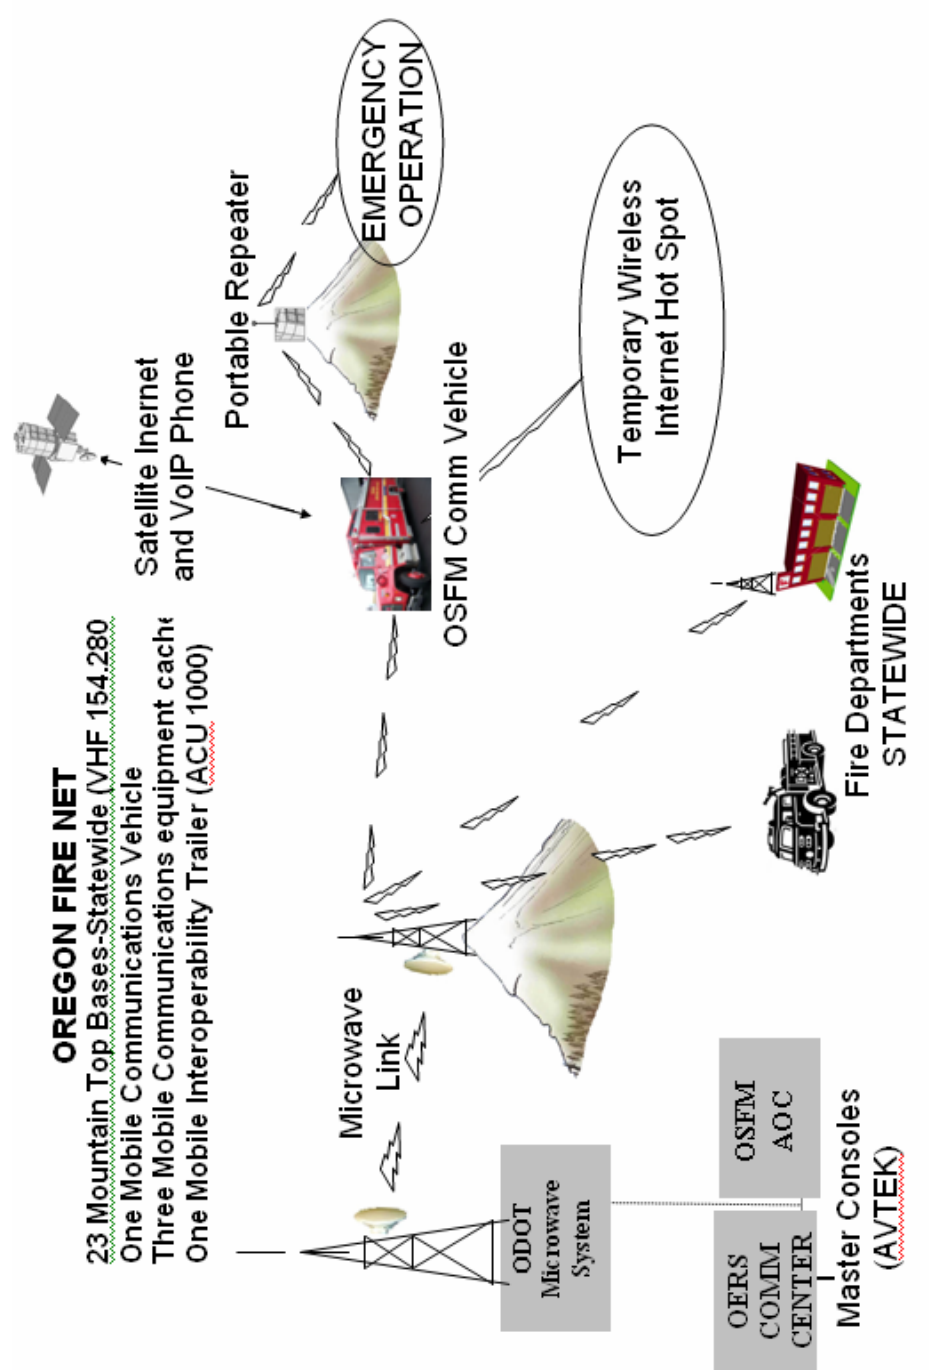 OREGON FIRE NET
23 Mountain Top Bases-Statewide (VHF 154.280
One Mobile Communications Vehicle
Three Mobile Communications equipment cache
One Mobile Interoperability Trailer (ACU 1000)
Satellite Inernet
and VoIP Phone
Portable Repeater
EMERGENCY
OPERATION
Microwave
Link
OSFM Comm Vehicle
Temporary Wireless
Internet Hot Spot
ODOT
Microwave
System
OERS
COMM
CENTER
OSFM
AOC
Master Consoles
(AVTEK)
Fire Departments
STATEWIDE